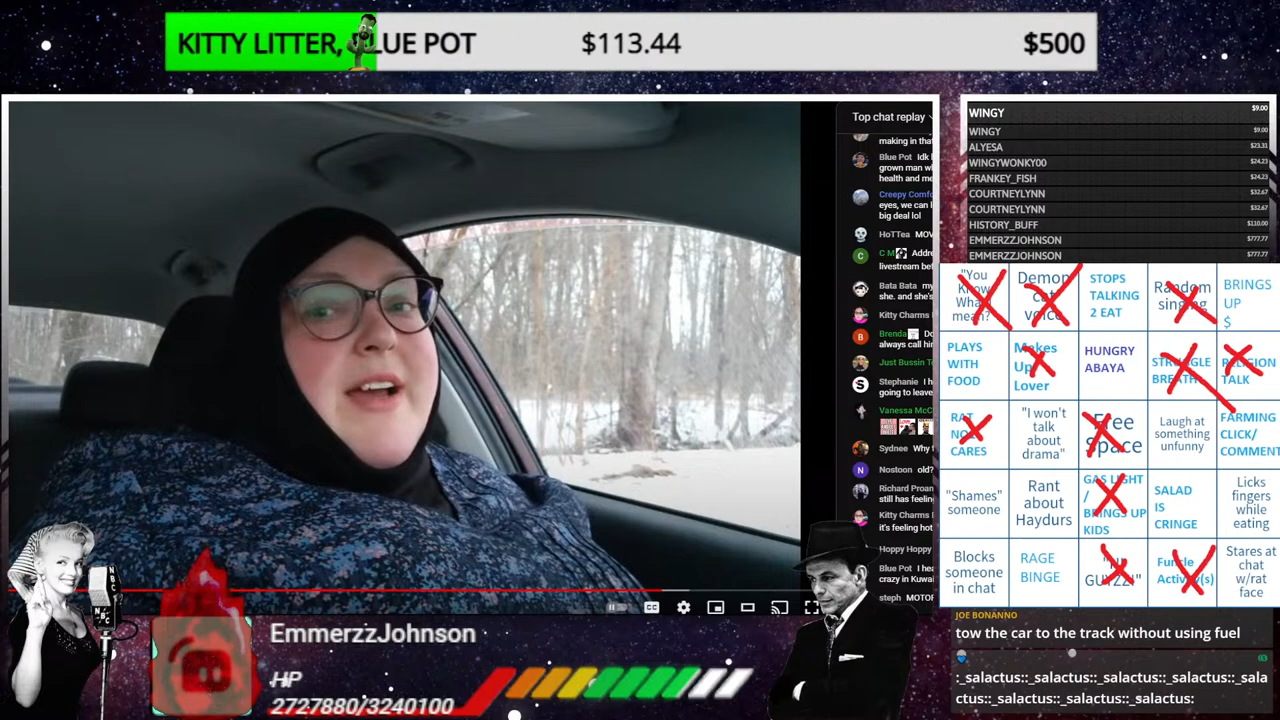 KITTY LITTER, BLUE POT $113.44 $500
Top chat replay
making in that
Blue Pot Idk
grown man w
health and me
Creepy Comfo
eyes, we can l
big deal lol
HoTTea MOV
C M Addre
livestream bef
Bata Bata my
she. and she's
Kitty Charms
Brenda Do
always call hi
Just Bussin T
Stephanie I h
going to leave
Vanessa McC
Sydnee Why
Nostoon old?
Richard Proan
still has feelin
Kitty Charms
it's feeling hot
Hoppy Hoppy
Blue Pot I hea
crazy in Kuwai
steph MOTOR
WINGY $9.00
WINGY $9.00
ALYESA $23.31
WINGYWONKY00 $24.23
FRANKEY_FISH $24.23
COURTNEYLYNN $32.67
COURTNEYLYNN $32.67
HISTORY_BUFF $110.00
EMMERZZJOHNSON $777.77
EMMERZZJOHNSON $777.77
"You
Know
What
mean?"
Demon
cat
voice
STOPS
TALKING
2 EAT
Random
singing
BRINGS
UP
$
PLAYS
WITH
FOOD
Makes
Up
Lover
HUNGRY
ABAYA
STRUGGLE
BREATH
RELIGION
TALK
RAT
NO
CARES
"I won't
talk
about
drama"
Free
Space
Laugh at
something
unfunny
FARMING
CLICK/
COMMENT
"Shames"
someone
Rant
about
Haydurs
GAS LIGHT
/
BRINGS UP
KIDS
SALAD
IS
CRINGE
Licks
fingers
while
eating
Blocks
someone
in chat
RAGE
BINGE
GUYZZ!"
Funcle
Activity(s)
Stares at
chat
w/rat
face
CC
NBC
EmmerzzJohnson
HP
2727880/3240100
JOE BONANNO
tow the car to the track without using fuel
:_salactus::_salactus::_salactus::_salactus::_sala
ctus::_salactus::_salactus::_salactus: